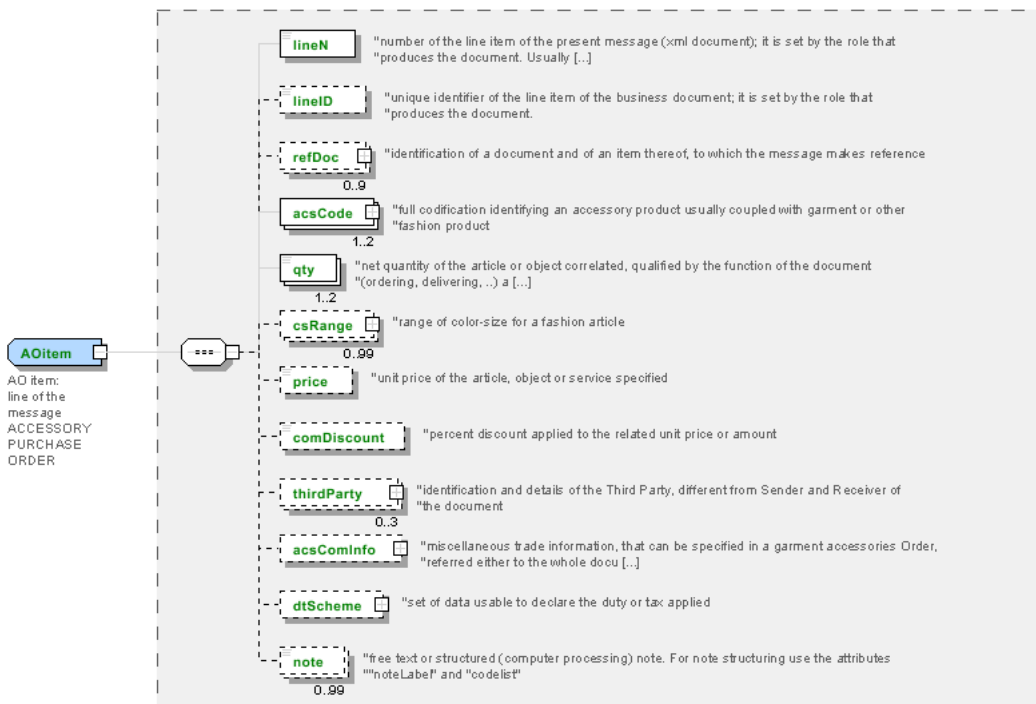 lineN
"number of the line item of the present message (xml document); it is set by the role that
"produces the document. Usually [...]
lineID
"unique identifier of the line item of the business document; it is set by the role that
"produces the document.
refDoc
"identification of a document and of an item thereof, to which the message makes reference
0..9
acsCode
"full codification identifying an accessory product usually coupled with garment or other
"fashion product
1..2
qty
"net quantity of the article or object correlated, qualified by the function of the document
"(ordering, delivering, ..) a [...]
1..2
csRange
"range of color-size for a fashion article
0..99
AOitem
AO item:
line of the
message
ACCESSORY
PURCHASE
ORDER
price
"unit price of the article, object or service specified
comDiscount
"percent discount applied to the related unit price or amount
thirdParty
"identification and details of the Third Party, different from Sender and Receiver of
"the document
0..3
acsComInfo
"miscellaneous trade information, that can be specified in a garment accessories Order,
"referred either to the whole docu [...]
dtScheme
"set of data usable to declare the duty or tax applied
note
"free text or structured (computer processing) note. For note structuring use the attributes
""noteLabel" and "codelist"
0..99